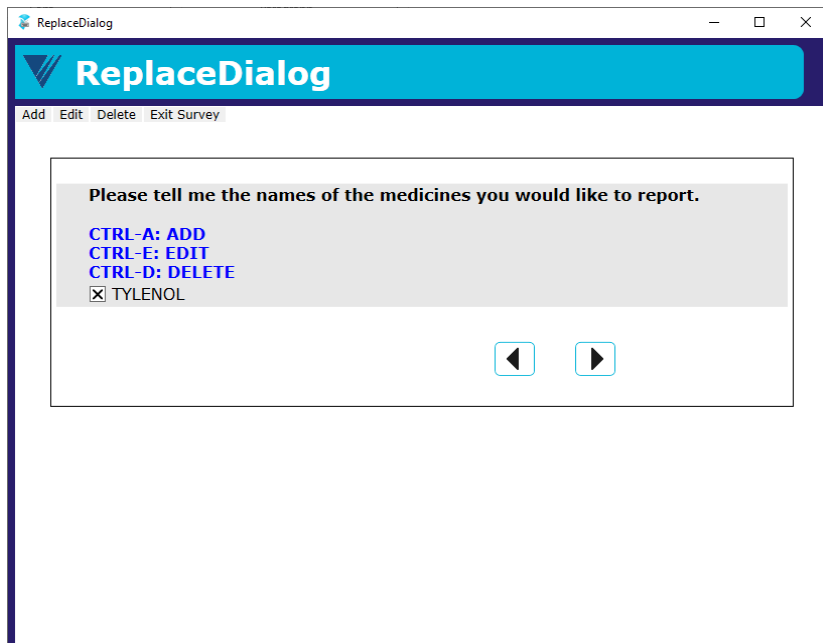 ReplaceDialog
ReplaceDialog
Add Edit Delete Exit Survey
Please tell me the names of the medicines you would like to report.
CTRL-A: ADD
CTRL-E: EDIT
CTRL-D: DELETE
TYLENOL